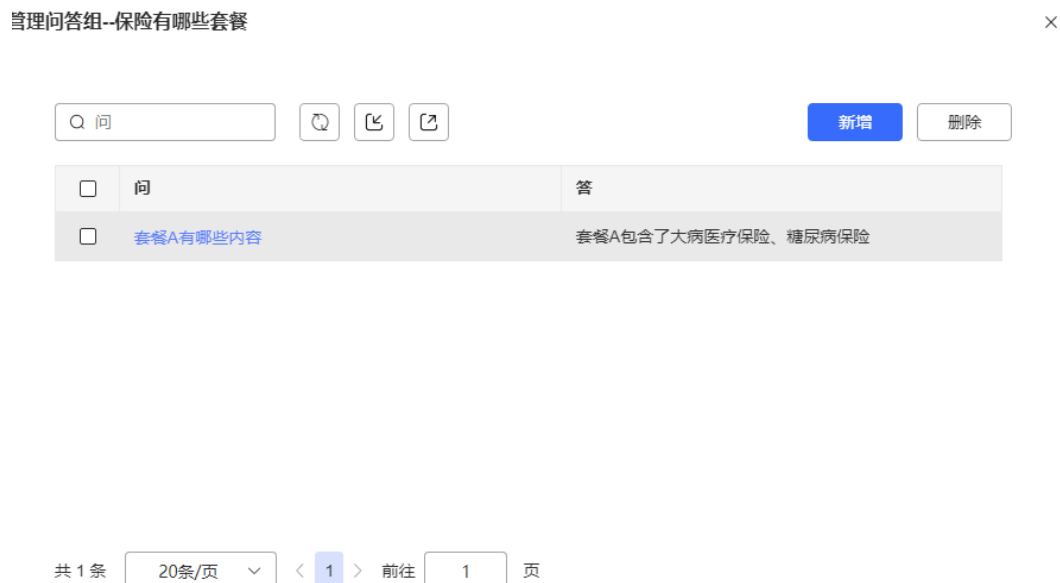 管理问答组--保险有哪些套餐
问
新增
删除
问 答
套餐A有哪些内容 套餐A包含了大病医疗保险、糖尿病保险
共 1 条 20条/页 1 前往 1 页